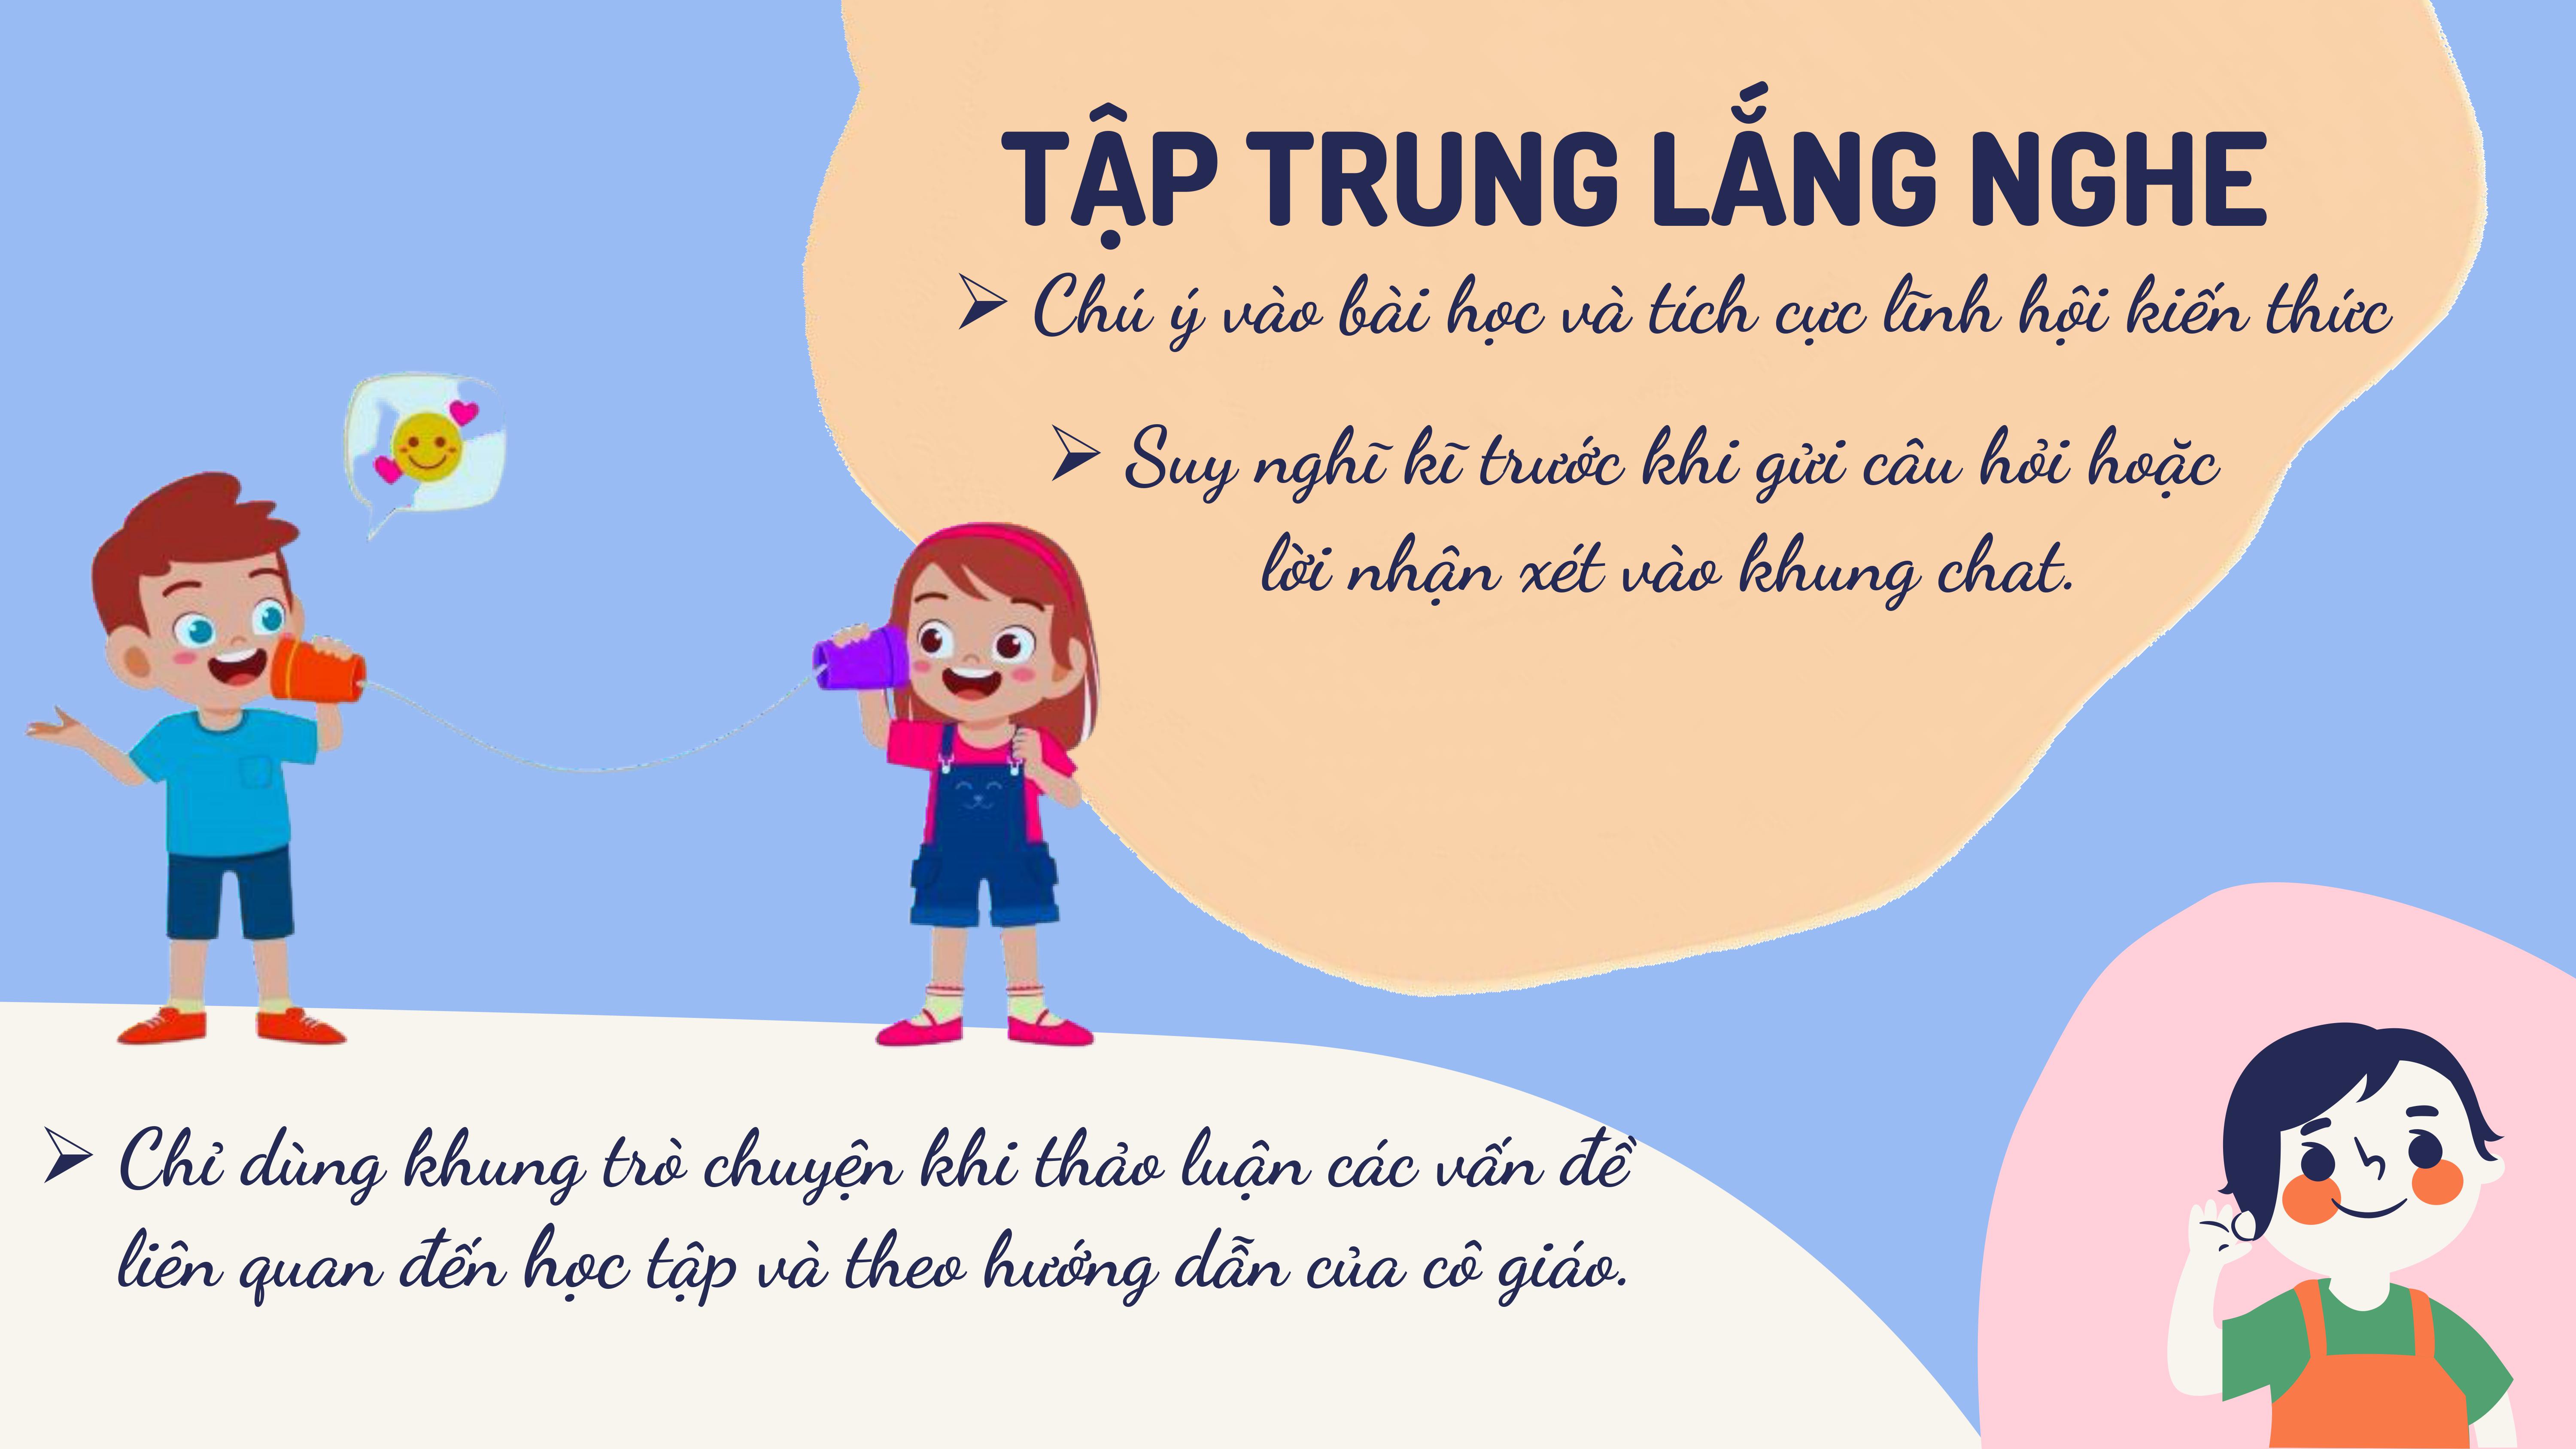 TẬP TRUNG LẮNG NGHE
➢ Chú ý vào bài học và tích cực lĩnh hội kiến thức
➢ Suy nghĩ kĩ trước khi gửi câu hỏi hoặc
lời nhận xét vào khung chat.
➢ Chỉ dùng khung trò chuyện khi thảo luận các vấn đề
liên quan đến học tập và theo hướng dẫn của cô giáo.